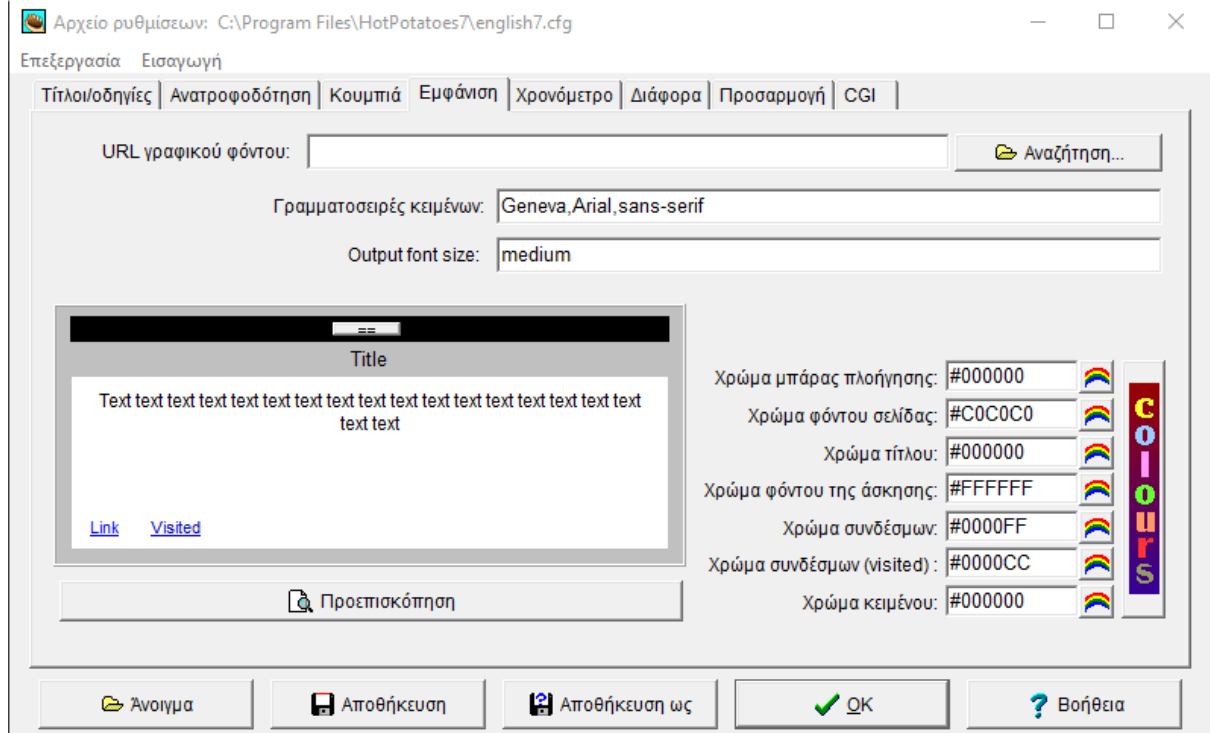 Αρχείο ρυθμίσεων: C:\Program Files\HotPotatoes7\english7.cfg
Επεξεργασία Εισαγωγή
Τίτλοι/οδηγίες Ανατροφοδότηση Κουμπιά Εμφάνιση Χρονόμετρο Διάφορα Προσαρμογή CGI
URL γραφικού φόντου: Αναζήτηση...
Γραμματοσειρές κειμένων: Geneva,Arial,sans-serif
Output font size: medium
==
Title
Text text text text text text text text text text text text text text text text text
text text
Link Visited
Προεπισκόπηση
Χρώμα μπάρας πλοήγησης: #000000
Χρώμα φόντου σελίδας: #C0C0C0
Χρώμα τίτλου: #000000
Χρώμα φόντου της άσκησης: #FFFFFF
Χρώμα συνδέσμων: #0000FF
Χρώμα συνδέσμων (visited) : #0000CC
Χρώμα κειμένου: #000000
colours
Άνοιγμα Αποθήκευση Αποθήκευση ως OK Βοήθεια